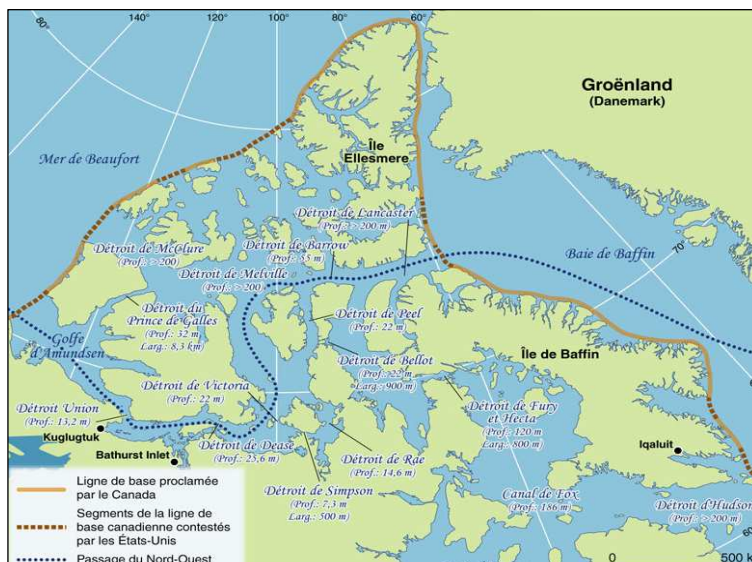 80°
100°
80°
60°
120°
Groënland
(Danemark)
Mer de Beaufort
Île
Ellesmere
Détroit de Lancaster
(Prof.: > 200 m)
Détroit de McClure
(Prof.: > 200)
Détroit de Barrow
(Prof.: 55 m)
Baie de Baffin
70°
Détroit de Melville
(Prof.: > 200)
Détroit du
Prince de Galles
(Prof.: 32 m
Larg.: 8,3 km)
Détroit de Peel
(Prof.: 22 m)
Golfe
d'Amundsen
Détroit de Bellot
(Prof.: 22 m
Larg.: 900 m)
Île de Baffin
Détroit de Victoria
(Prof.: 22 m)
Détroit Union
(Prof.: 13,2 m)
Détroit de Fury
et Hecta
(Prof.: 120 m
Larg.: 800 m)
Kuglugtuk
Détroit de Dease
(Prof.: 25,6 m)
Bathurst Inlet
Détroit de Rae
(Prof.: 14,6 m)
Iqaluit
Détroit de Simpson
(Prof.: 7,3 m
Larg.: 500 m)
Canal de Fox
(Prof.: 186 m)
Détroit d'Hudson
(Prof.: > 200 m)
Ligne de base proclamée
par le Canada
Segments de la ligne de
base canadienne contestés
par les États-Unis
Passage du Nord-Ouest
0 500 k